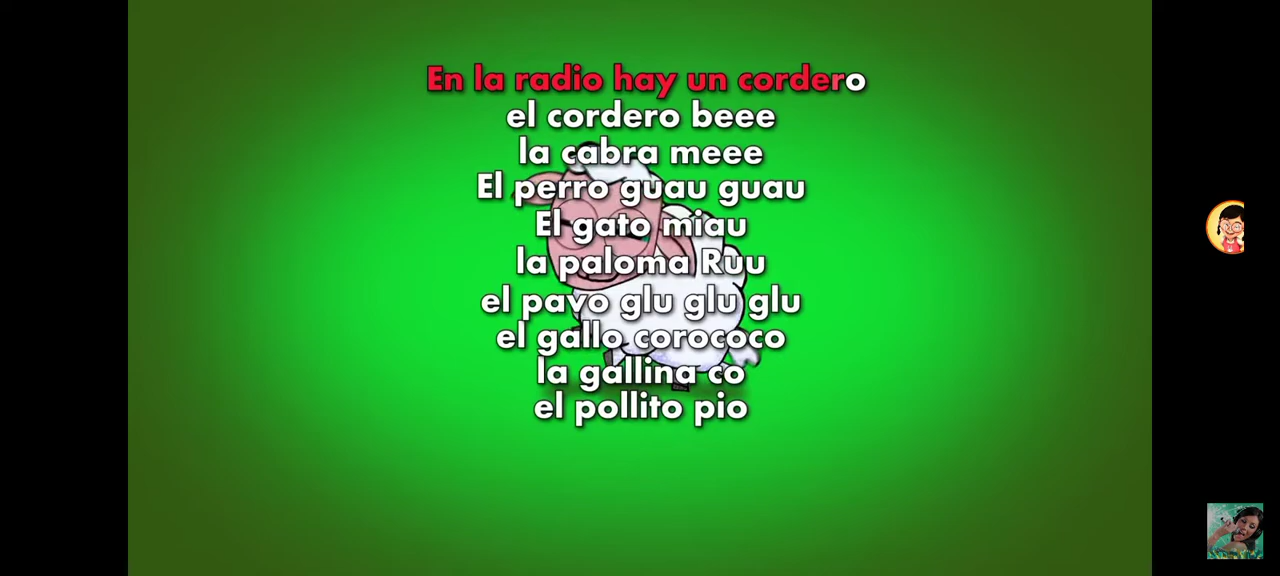 En la radio hay un cordero
el cordero beee
la cabra meee
El perro guau guau
El gato miau
la paloma Ruu
el pavo glu glu glu
el gallo corococo
la gallina co
el pollito pio